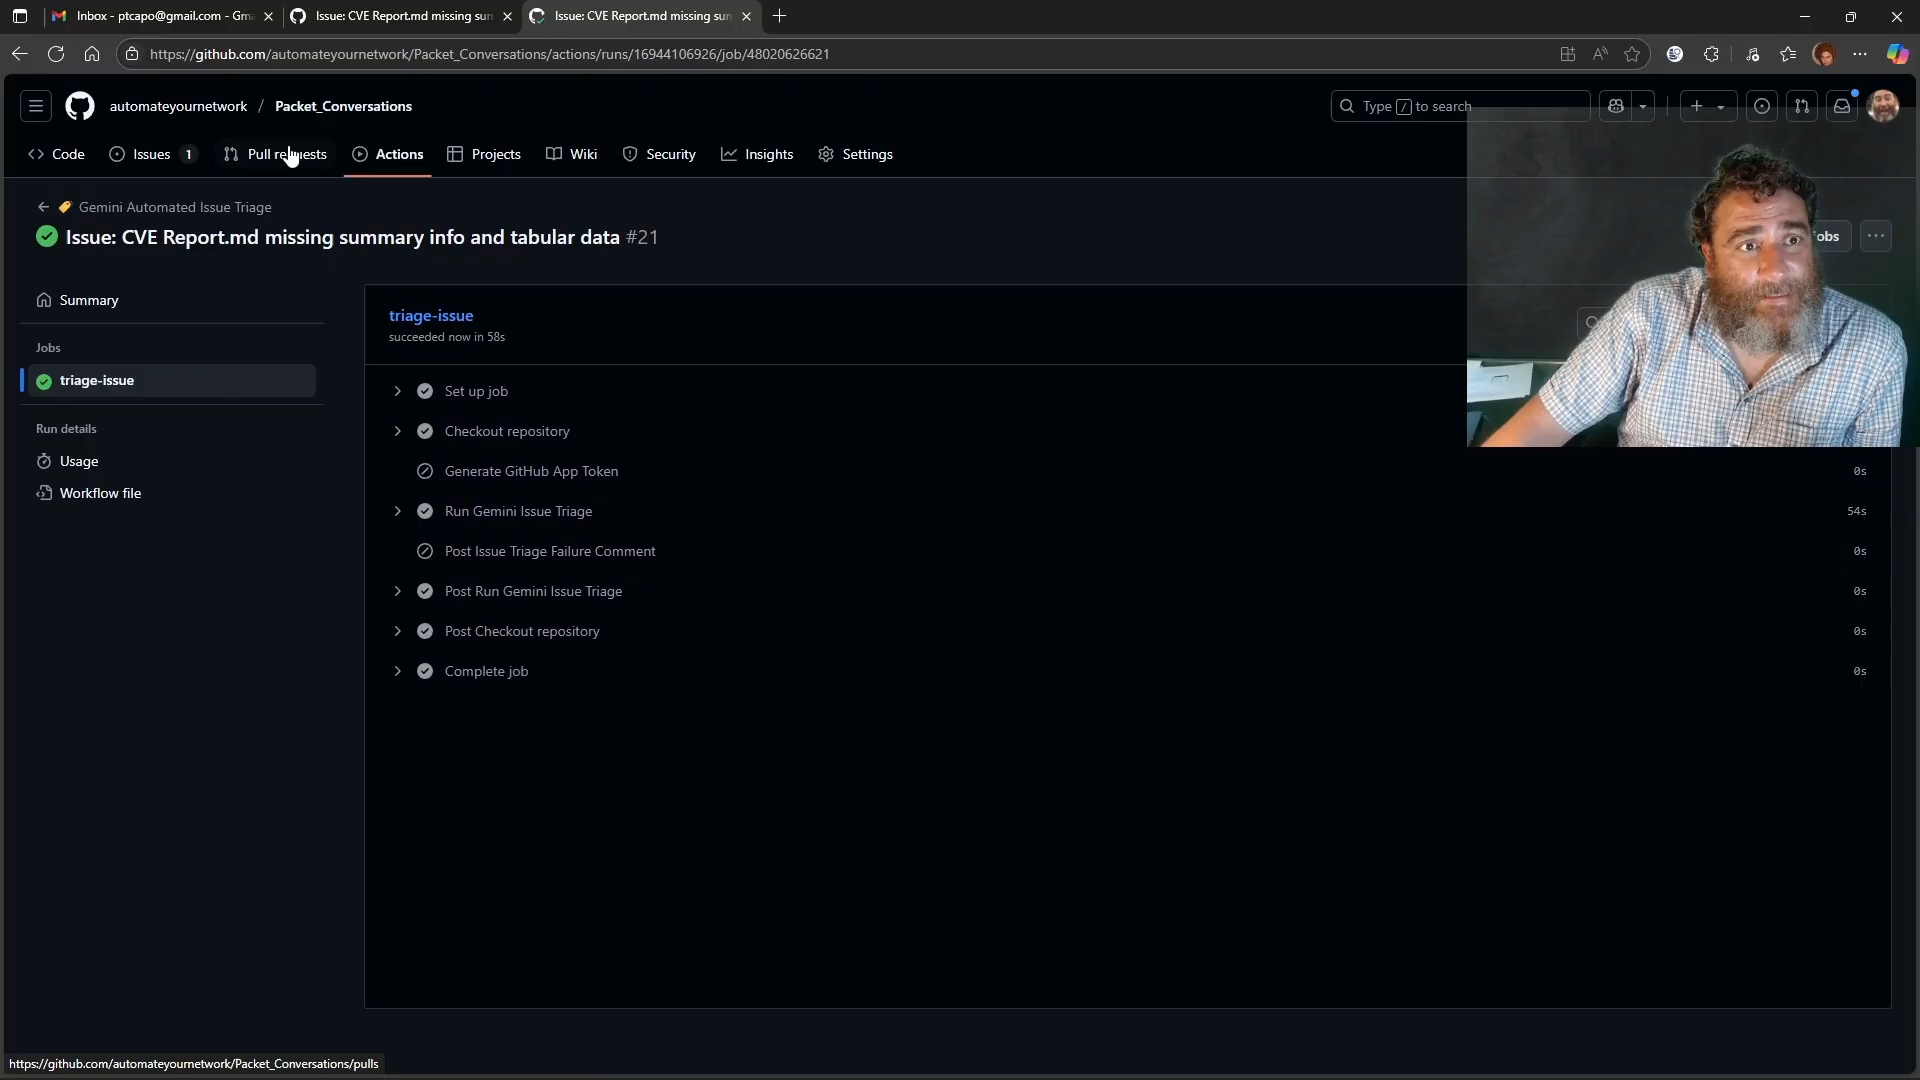 Inbox - ptcapo@gmail.com - Gm
Issue: CVE Report.md missing sun
Issue: CVE Report.md missing sun
https://github.com/automateyournetwork/Packet_Conversations/actions/runs/16944106926/job/48020626621
automateyournetwork / Packet_Conversations
Type / to search
Code
Issues 1
Pull requests
Actions
Projects
Wiki
Security
Insights
Settings
Gemini Automated Issue Triage
Issue: CVE Report.md missing summary info and tabular data #21
jobs
Summary
Jobs
triage-issue
Run details
Usage
Workflow file
triage-issue
succeeded now in 58s
Set up job
Checkout repository
Generate GitHub App Token 0s
Run Gemini Issue Triage 54s
Post Issue Triage Failure Comment 0s
Post Run Gemini Issue Triage 0s
Post Checkout repository 0s
Complete job 0s
https://github.com/automateyournetwork/Packet_Conversations/pulls